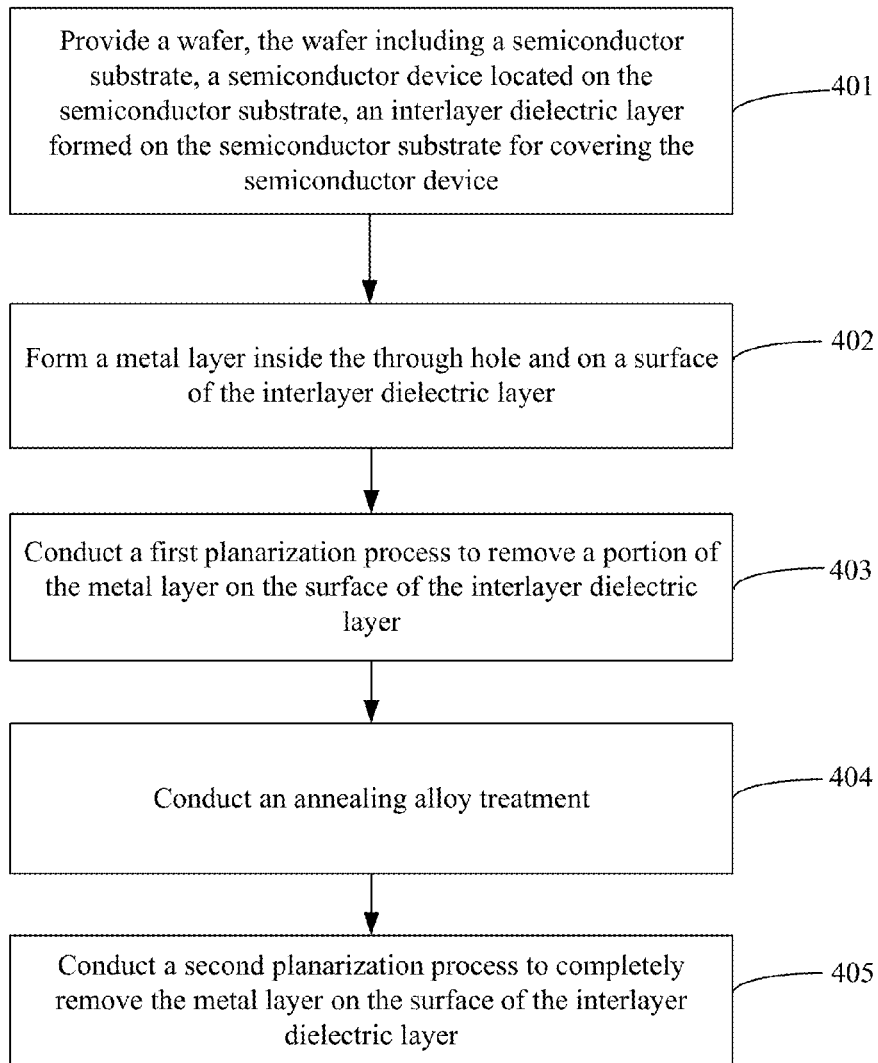 Provide a wafer, the wafer including a semiconductor
substrate, a semiconductor device located on the
semiconductor substrate, an interlayer dielectric layer
formed on the semiconductor substrate for covering the
semiconductor device
401
Form a metal layer inside the through hole and on a surface
of the interlayer dielectric layer
402
Conduct a first planarization process to remove a portion of
the metal layer on the surface of the interlayer dielectric
layer
403
Conduct an annealing alloy treatment
404
Conduct a second planarization process to completely
remove the metal layer on the surface of the interlayer
dielectric layer
405